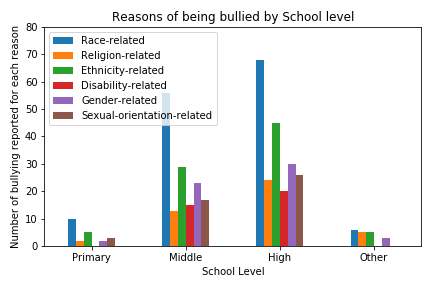 Reasons of being bullied by School level
Number of bullying reported for each reason
80
70
60
50
40
30
20
10
0
Race-related
Religion-related
Ethnicity-related
Disability-related
Gender-related
Sexual-orientation-related
Primary
Middle
High
Other
School Level